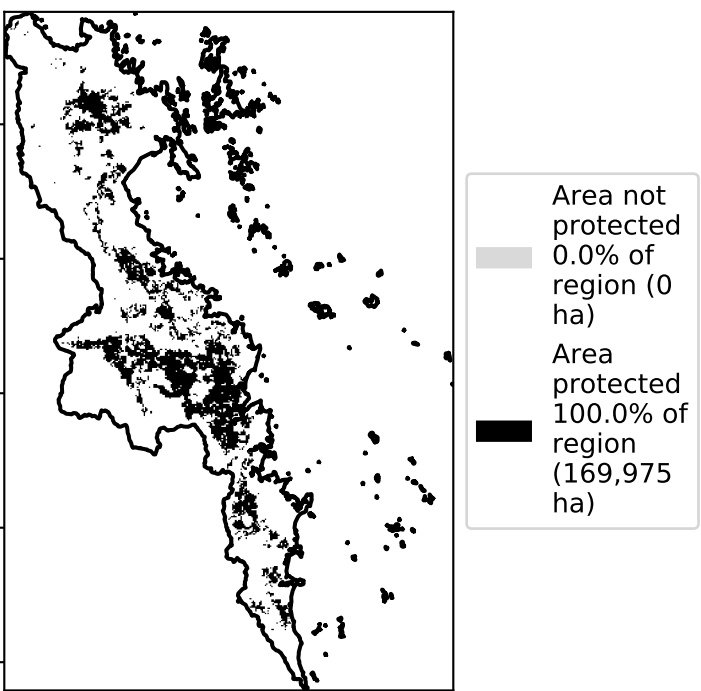 Area not
protected
0.0% of
region (0
ha)
Area
protected
100.0% of
region
(169,975
ha)